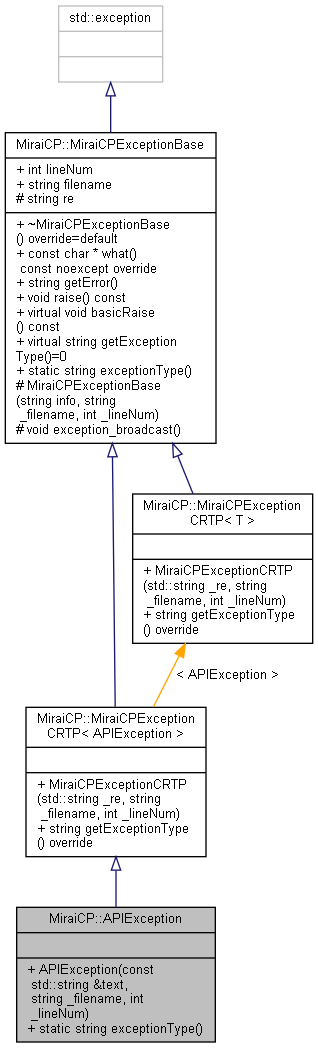 std::exception
MiraiCP::MiraiCPExceptionBase
+ int lineNum
+ string filename
# string re
+ ~MiraiCPExceptionBase
() override=default
+ const char * what()
const noexcept override
+ string getError()
+ void raise() const
+ virtual void basicRaise
() const
+ virtual string getException
Type()=0
+ static string exceptionType()
# MiraiCPExceptionBase
(string info, string
_filename, int _lineNum)
# void exception_broadcast()
MiraiCP::MiraiCPException
CRTP< T >
+ MiraiCPExceptionCRTP
(std::string _re, string
_filename, int _lineNum)
+ string getExceptionType
() override
< APIException >
MiraiCP::MiraiCPException
CRTP< APIException >
+ MiraiCPExceptionCRTP
(std::string _re, string
_filename, int _lineNum)
+ string getExceptionType
() override
MiraiCP::APIException
+ APIException(const
std::string &text,
string _filename, int
_lineNum)
+ static string exceptionType()